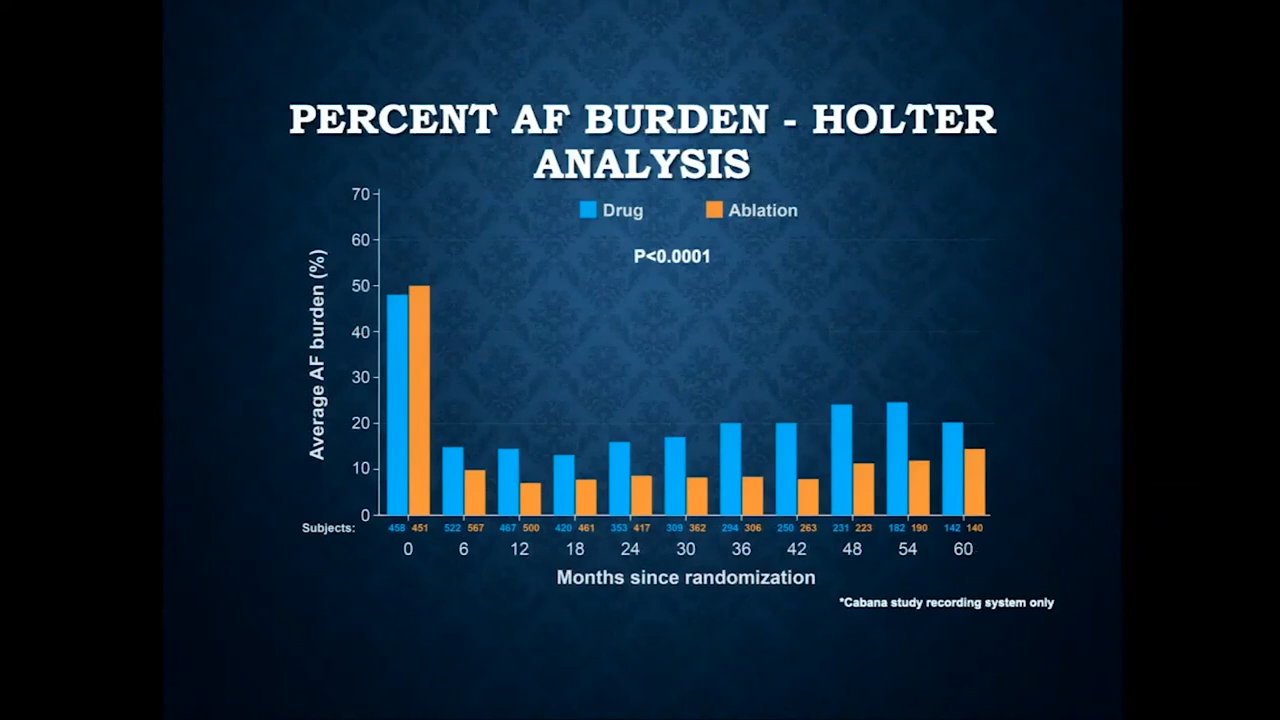 PERCENT AF BURDEN - HOLTER
ANALYSIS
Drug
Ablation
P<0.0001
Average AF burden (%)
70
60
50
40
30
20
10
0
Subjects: 458 451 522 567 467 500 420 461 353 417 309 362 294 306 250 263 231 223 182 190 142 140
0 6 12 18 24 30 36 42 48 54 60
Months since randomization
*Cabana study recording system only